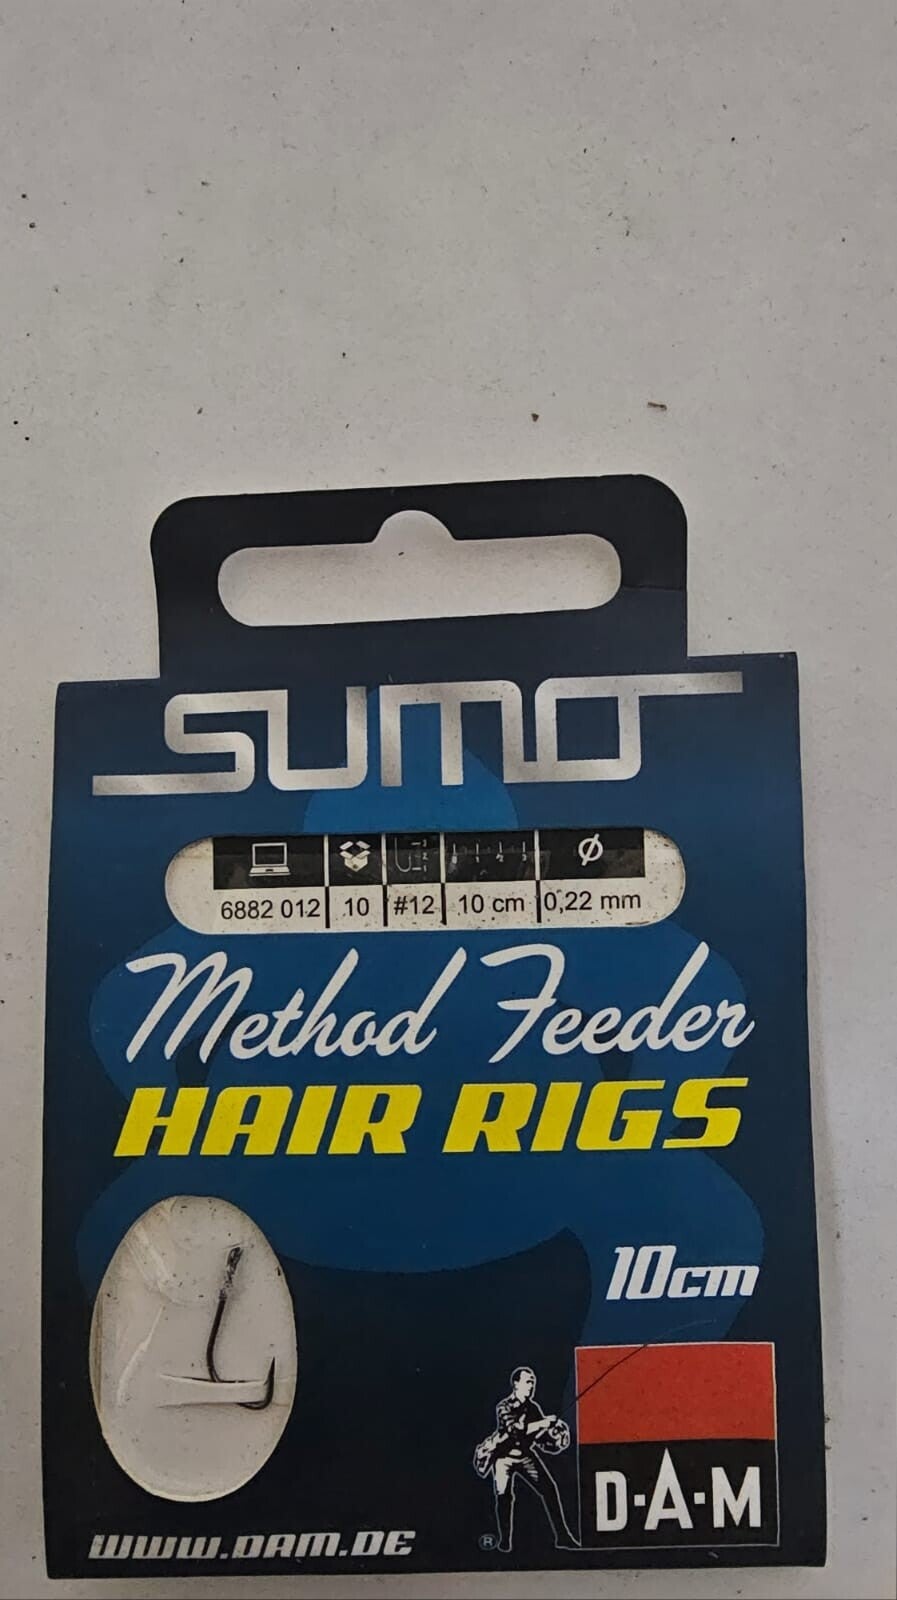 SUMO
6882 012 10 #12 10 cm 0,22 mm
Method Feeder
HAIR RIGS
10cm
D·A·M
®
WWW.DAM.DE